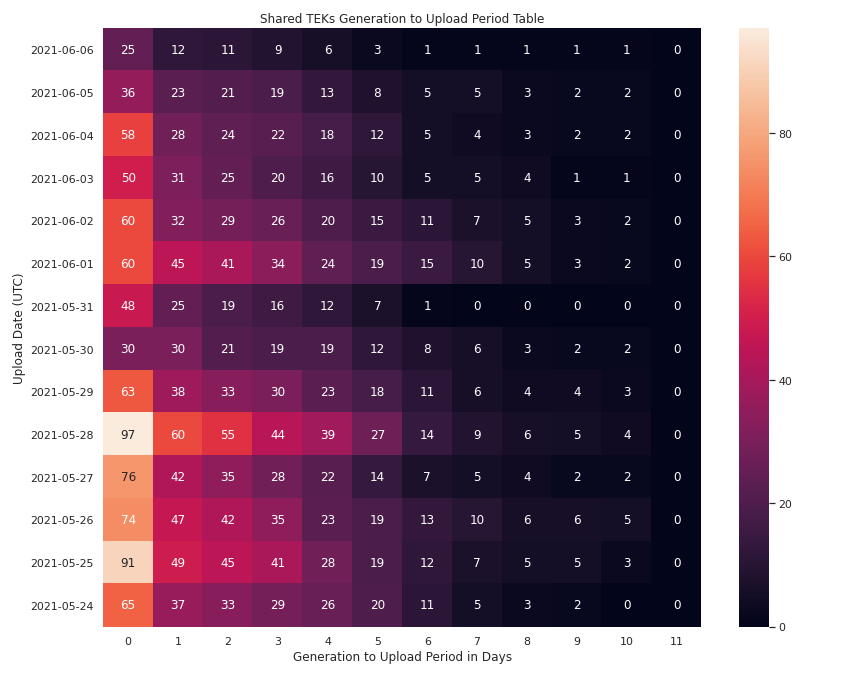 Shared TEKs Generation to Upload Period Table
Upload Date (UTC)
2021-06-06 25 12 11 9 6 3 1 1 1 1 1 0
2021-06-05 36 23 21 19 13 8 5 5 3 2 2 0
2021-06-04 58 28 24 22 18 12 5 4 3 2 2 0
2021-06-03 50 31 25 20 16 10 5 5 4 1 1 0
2021-06-02 60 32 29 26 20 15 11 7 5 3 2 0
2021-06-01 60 45 41 34 24 19 15 10 5 3 2 0
2021-05-31 48 25 19 16 12 7 1 0 0 0 0 0
2021-05-30 30 30 21 19 19 12 8 6 3 2 2 0
2021-05-29 63 38 33 30 23 18 11 6 4 4 3 0
2021-05-28 97 60 55 44 39 27 14 9 6 5 4 0
2021-05-27 76 42 35 28 22 14 7 5 4 2 2 0
2021-05-26 74 47 42 35 23 19 13 10 6 6 5 0
2021-05-25 91 49 45 41 28 19 12 7 5 5 3 0
2021-05-24 65 37 33 29 26 20 11 5 3 2 0 0
0 1 2 3 4 5 6 7 8 9 10 11
Generation to Upload Period in Days
80
60
40
20
0